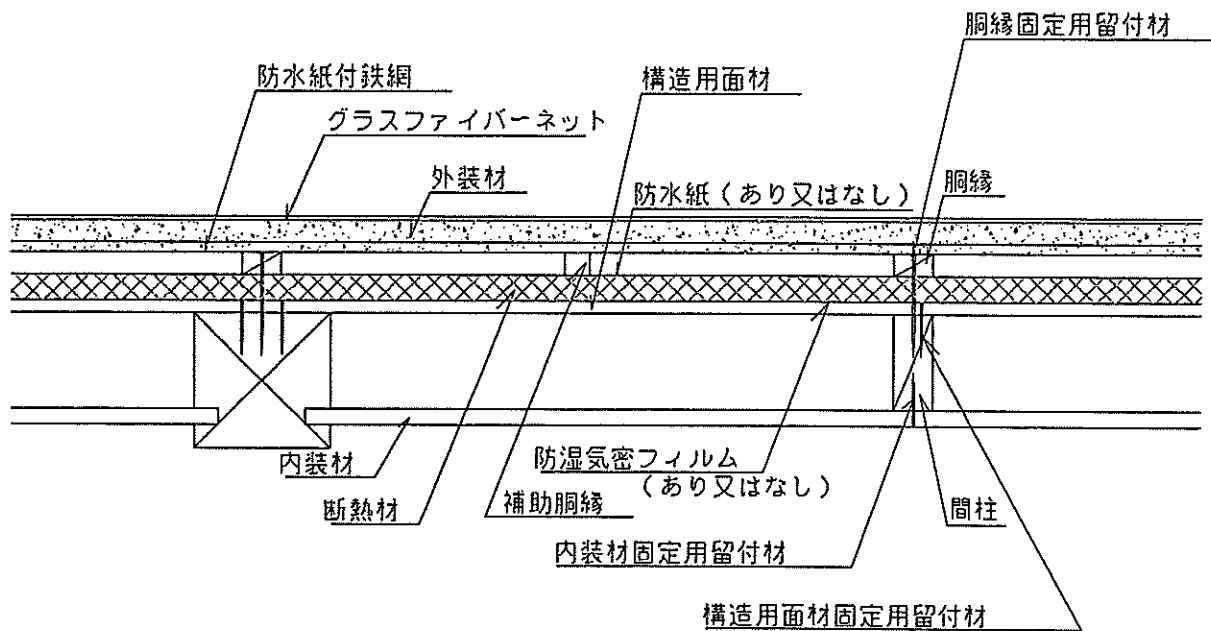 胴縁固定用留付材
防水紙付鉄網
構造用面材
グラスファイバーネット
外装材
防水紙（あり又はなし）
胴縁
内装材
防湿気密フィルム
（あり又はなし）
断熱材
補助胴縁
間柱
内装材固定用留付材
構造用面材固定用留付材